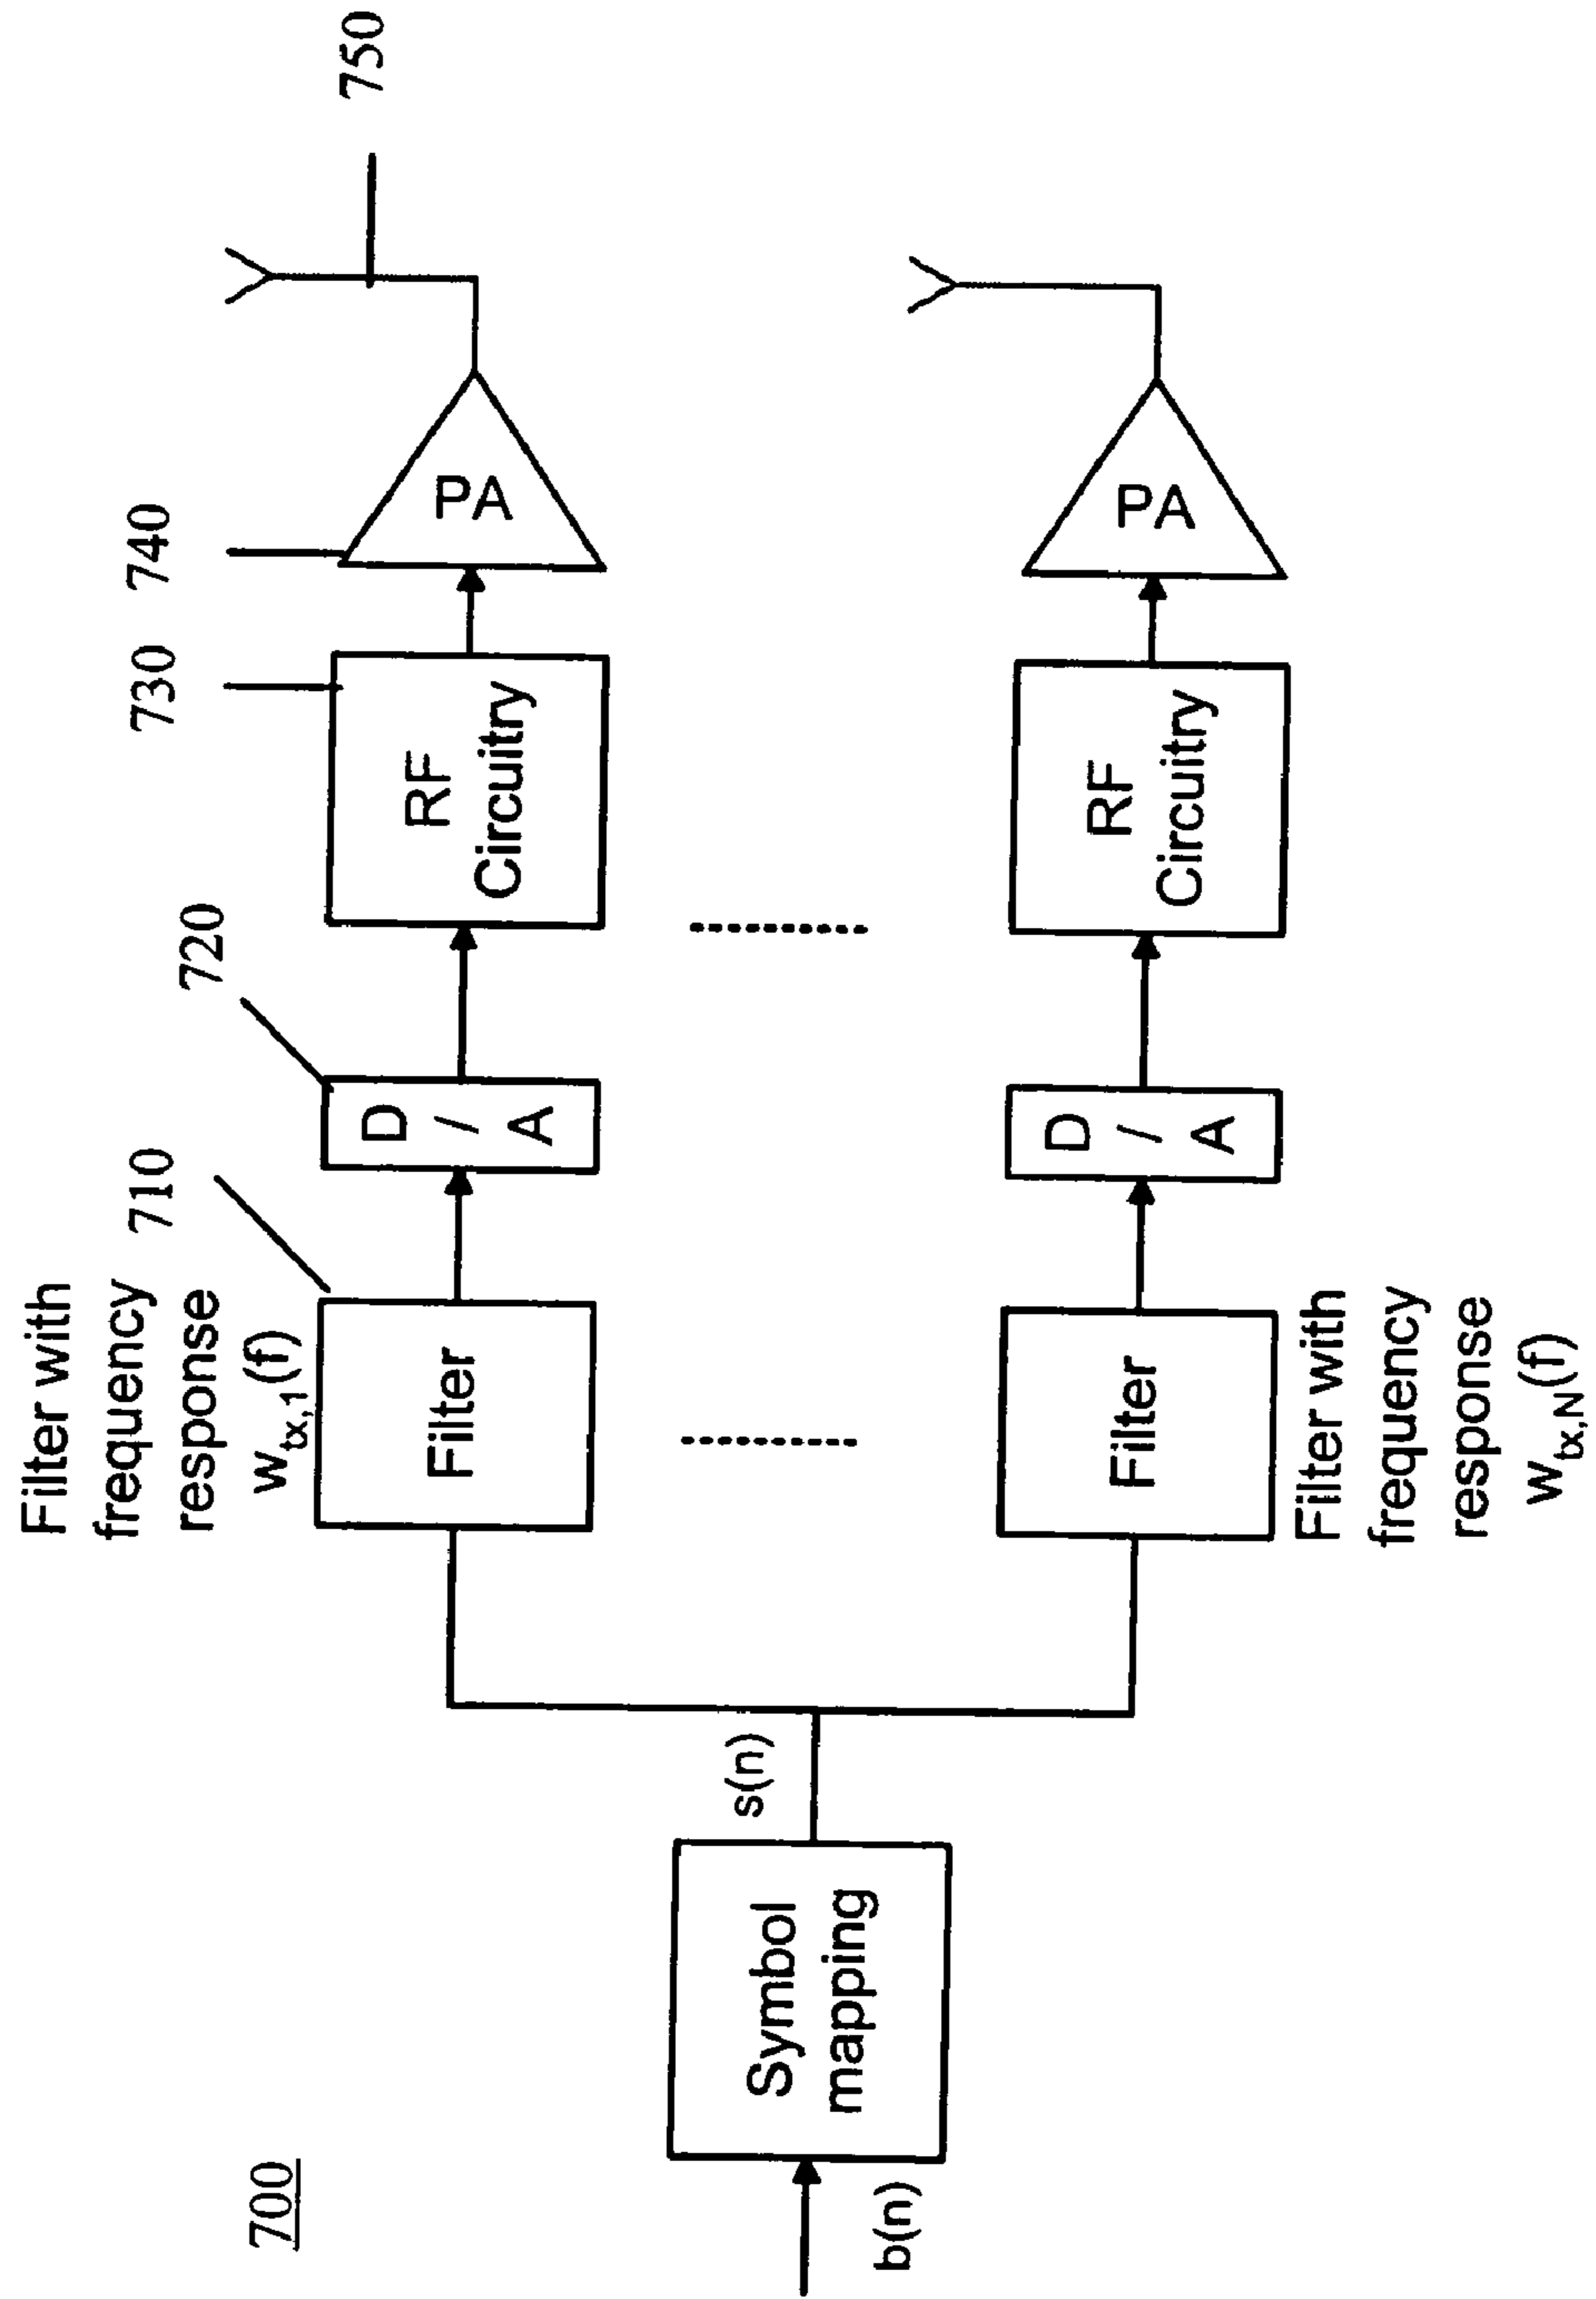 700
b(n)
Symbol
mapping
s(n)
Filter with
frequency
response
w_tx,1(f)
710
Filter
720
D
/
A
730
RF
Circuitry
740
PA
750
Filter
Filter with
frequency
response
w_tx,N(f)
D
/
A
RF
Circuitry
PA